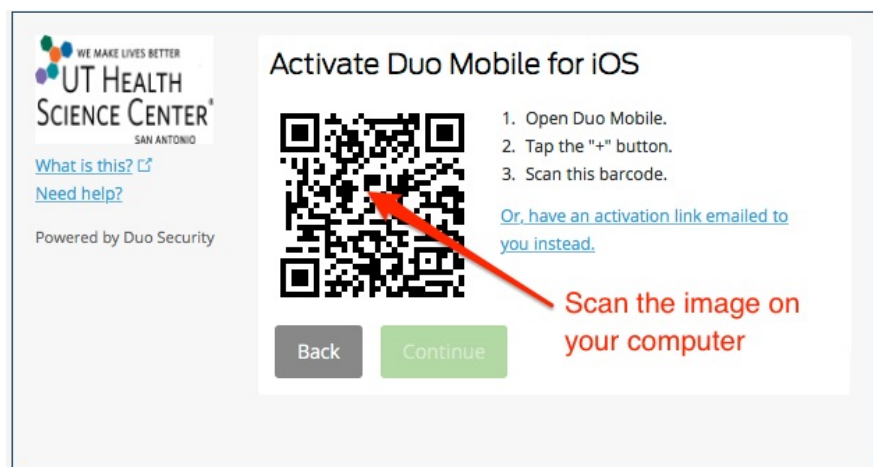 WE MAKE LIVES BETTER
UT HEALTH
SCIENCE CENTER®
SAN ANTONIO
What is this?
Need help?
Powered by Duo Security
Activate Duo Mobile for iOS
1. Open Duo Mobile.
2. Tap the "+" button.
3. Scan this barcode.
Or, have an activation link emailed to
you instead.
Scan the image on
your computer
Back
Continue